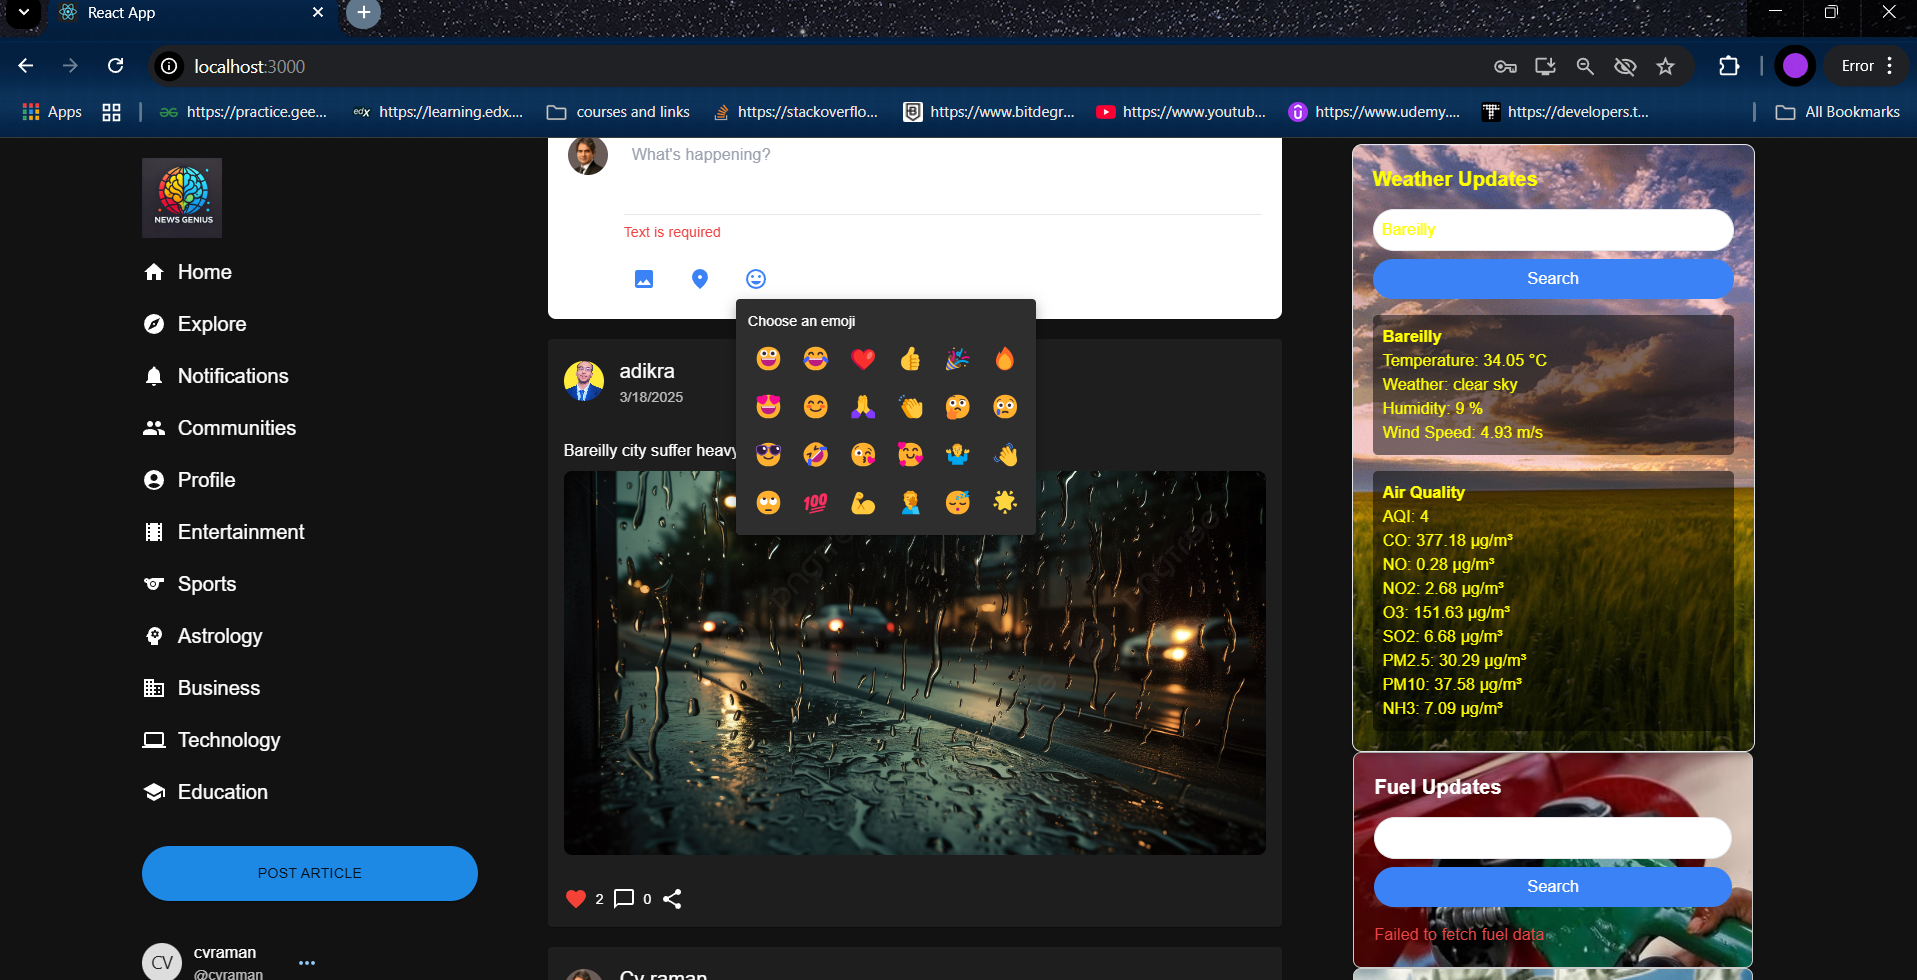 React App
localhost:3000
Error
Apps
https://practice.gee...
https://learning.edx....
courses and links
https://stackoverflo...
https://www.bitdegr...
https://www.youtub...
https://www.udemy....
https://developers.t...
All Bookmarks
NEWS GENIUS
Home
Explore
Notifications
Communities
Profile
Entertainment
Sports
Astrology
Business
Technology
Education
POST ARTICLE
CV
cvraman
@cvraman
What's happening?
Text is required
Choose an emoji
100
adikra
3/18/2025
Bareilly city suffer heavy
2
0
Cv raman
Weather Updates
Bareilly
Search
Bareilly
Temperature: 34.05 °C
Weather: clear sky
Humidity: 9 %
Wind Speed: 4.93 m/s
Air Quality
AQI: 4
CO: 377.18 µg/m³
NO: 0.28 µg/m³
NO2: 2.68 µg/m³
O3: 151.63 µg/m³
SO2: 6.68 µg/m³
PM2.5: 30.29 µg/m³
PM10: 37.58 µg/m³
NH3: 7.09 µg/m³
Fuel Updates
Search
Failed to fetch fuel data